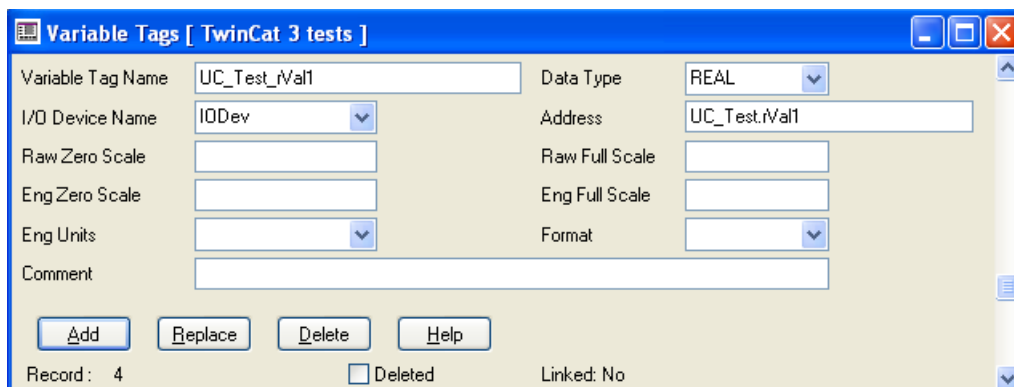 Variable Tags [ TwinCat 3 tests ]
Variable Tag Name UC_Test_rVal1 Data Type REAL
I/O Device Name IODev Address UC_Test.rVal1
Raw Zero Scale Raw Full Scale
Eng Zero Scale Eng Full Scale
Eng Units Format
Comment
Add Replace Delete Help
Record : 4 Deleted Linked: No